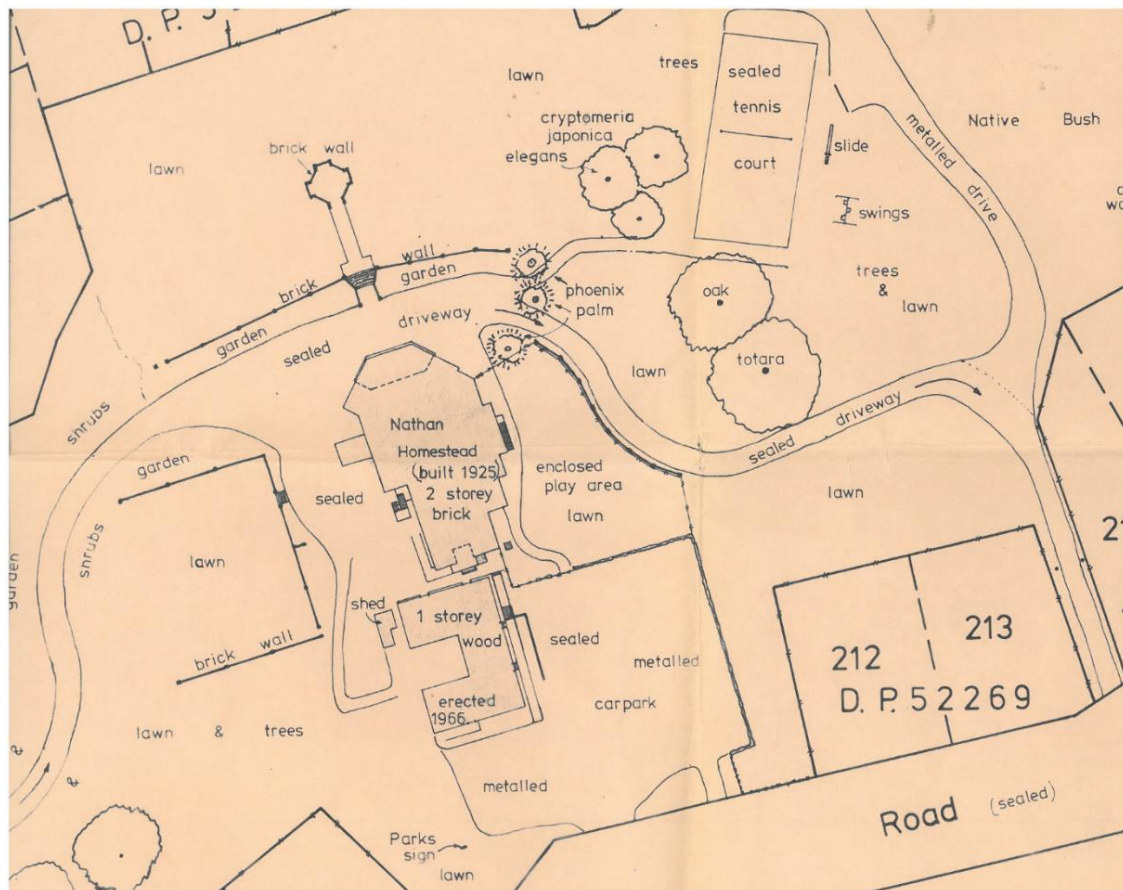 D. P. 5
lawn
trees
sealed
tennis
court
cryptomeria
japonica
elegans
slide
swings
metalled drive
Native Bush
brick wall
lawn
brick wall
garden
garden
phoenix
palm
oak
totara
trees
&
lawn
driveway
sealed
lawn
sealed driveway
shrubs
garden
shrubs
garden
Nathan
Homestead
(built 1925)
2 storey
brick
sealed
enclosed
play area
lawn
lawn
lawn
shed
1 storey
wood
erected
1966.
sealed
metalled
carpark
brick wall
lawn & trees
&
&
metalled
212
213
D. P. 52269
21
Parks
sign
lawn
Road (sealed)